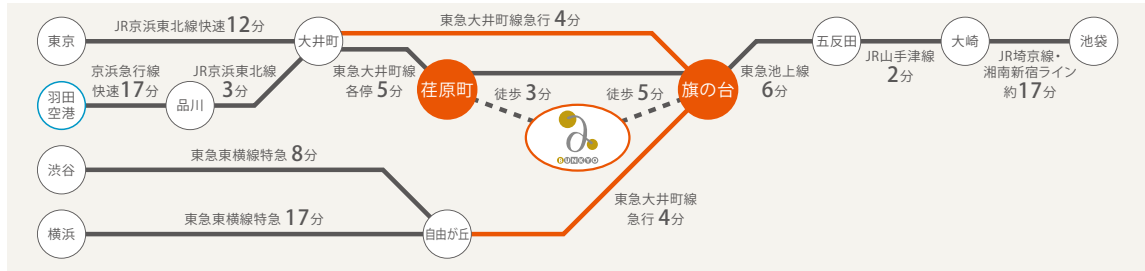 東京
JR京浜東北線快速12分
大井町
東急大井町線急行 4分
五反田
大崎
池袋
京浜急行線
快速17分
JR京浜東北線
3分
東急大井町線
各停 5分
荏原町
徒歩 3分
徒歩 5分
旗の台
東急池上線
6分
JR山手津線
2分
JR埼京線・
湘南新宿ライン
約17分
羽田
空港
品川
BUNKYO
渋谷
東急東横線特急 8分
東急大井町線
急行 4分
横浜
東急東横線特急 17分
自由が丘